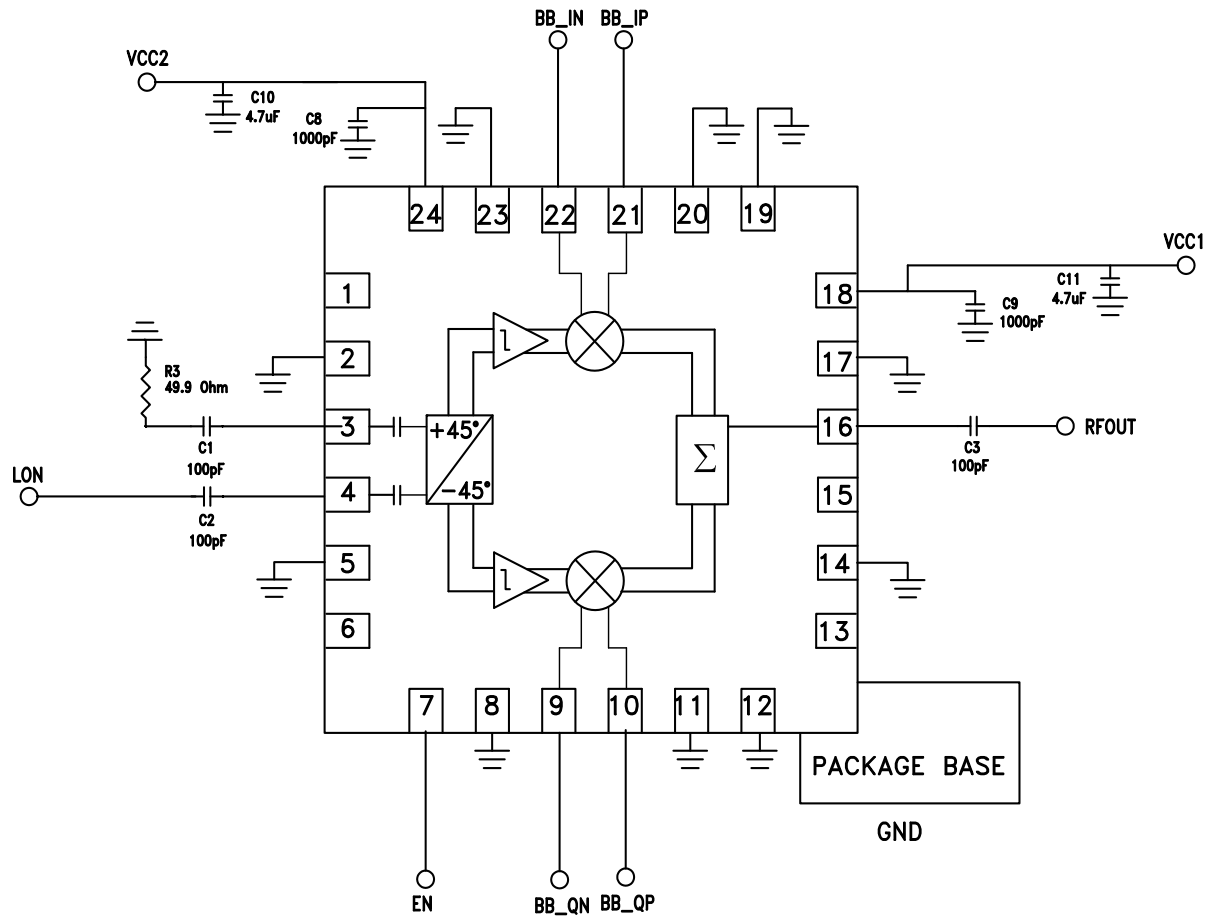 BB_IN BB_IP
VCC2
C10
4.7uF
C8
1000pF
24 23 22 21 20 19
VCC1
C11
4.7uF
C9
1000pF
1
18
2
17
R3
49.9 Ohm
3
+45°
16
RFOUT
C1
100pF
C3
100pF
Σ
LON
4
-45°
15
C2
100pF
5
14
6
13
7 8 9 10 11 12
PACKAGE BASE
GND
EN
BB_QN
BB_QP